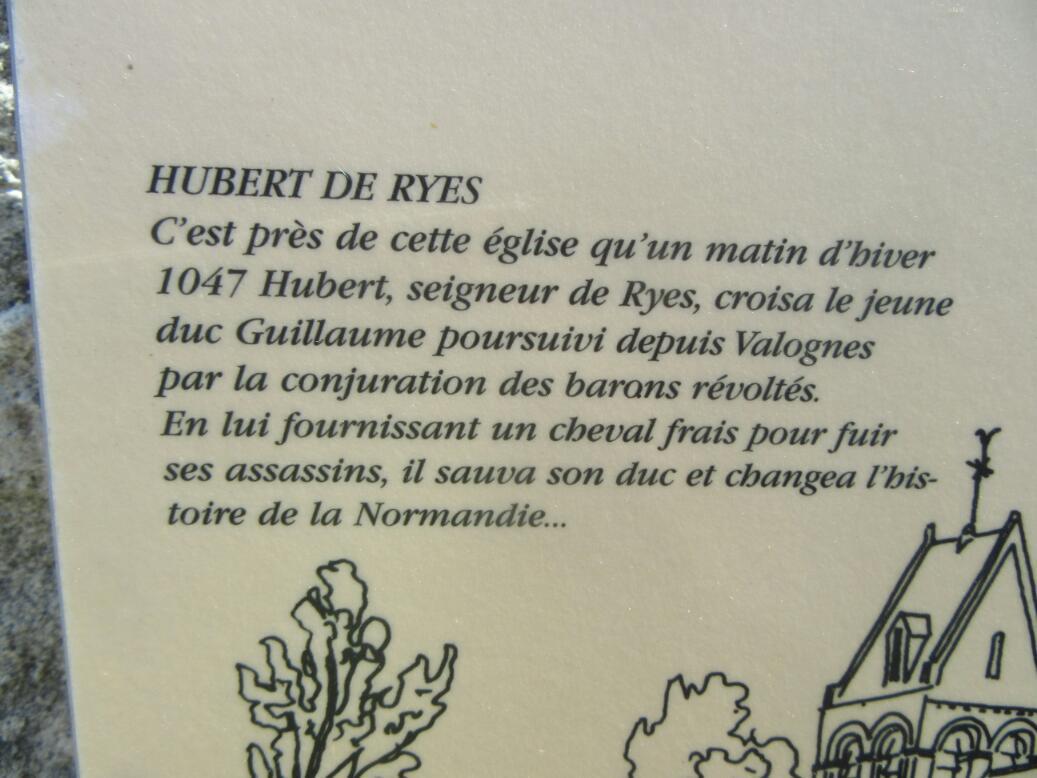 HUBERT DE RYES
C'est près de cette église qu'un matin d'hiver
1047 Hubert, seigneur de Ryes, croisa le jeune
duc Guillaume poursuivi depuis Valognes
par la conjuration des barons révoltés.
En lui fournissant un cheval frais pour fuir
ses assassins, il sauva son duc et changea l'his-
toire de la Normandie...